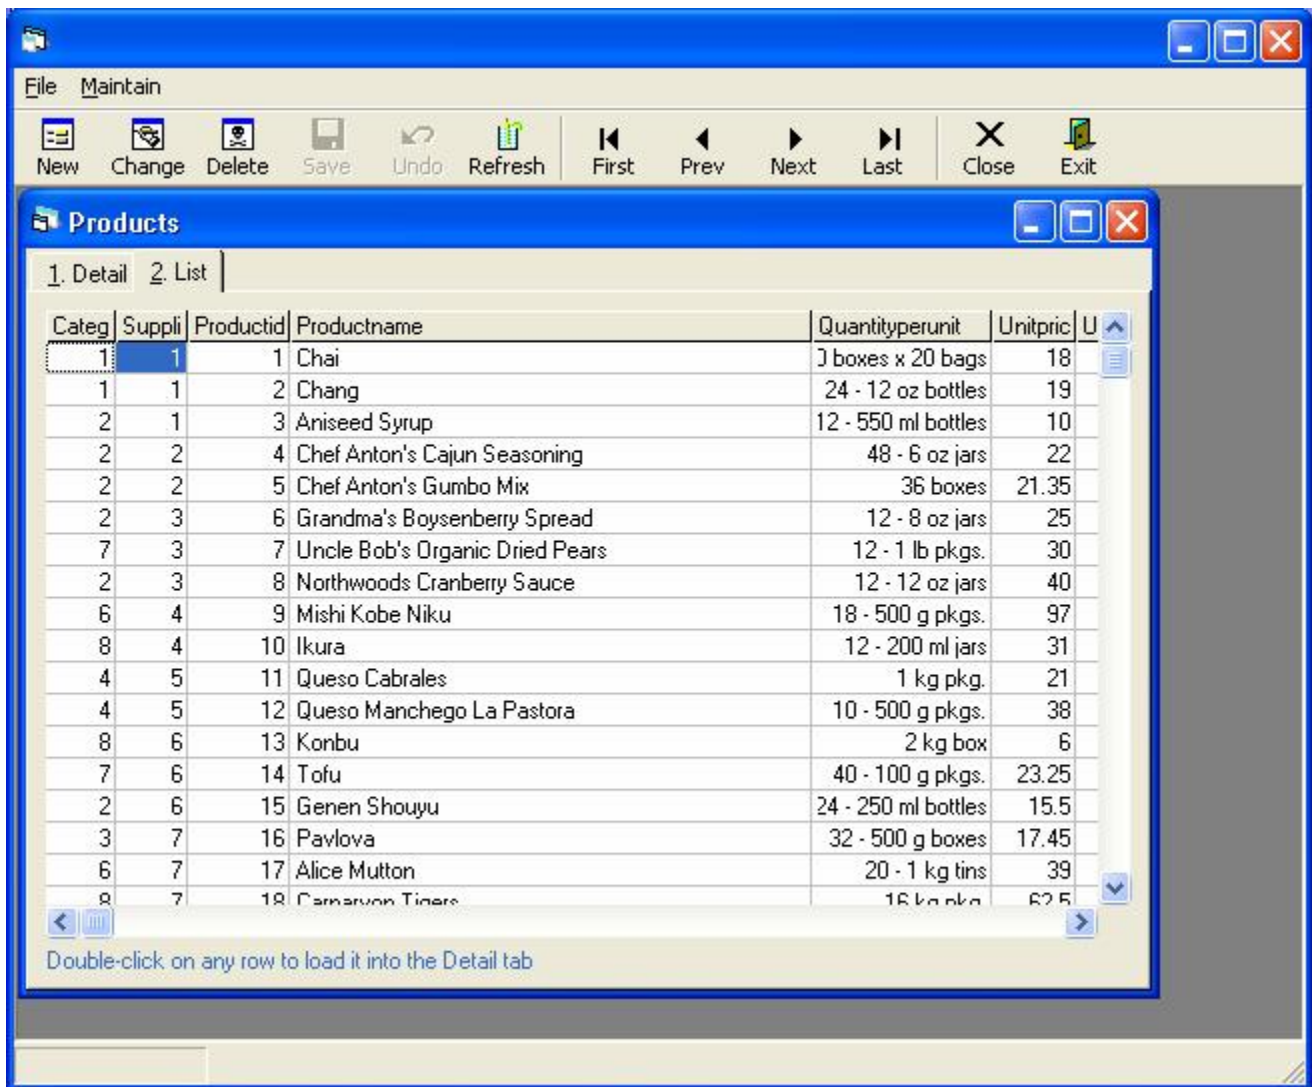 File Maintain
New Change Delete Save Undo Refresh First Prev Next Last Close Exit
Products
1. Detail 2. List
Categ Suppli Productid Productname Quantityperunit Unitpric U
1 1 1 Chai 0 boxes x 20 bags 18
1 1 2 Chang 24 - 12 oz bottles 19
2 1 3 Aniseed Syrup 12 - 550 ml bottles 10
2 2 4 Chef Anton's Cajun Seasoning 48 - 6 oz jars 22
2 2 5 Chef Anton's Gumbo Mix 36 boxes 21.35
2 3 6 Grandma's Boysenberry Spread 12 - 8 oz jars 25
7 3 7 Uncle Bob's Organic Dried Pears 12 - 1 lb pkgs. 30
2 3 8 Northwoods Cranberry Sauce 12 - 12 oz jars 40
6 4 9 Mishi Kobe Niku 18 - 500 g pkgs. 97
8 4 10 Ikura 12 - 200 ml jars 31
4 5 11 Queso Cabrales 1 kg pkg. 21
4 5 12 Queso Manchego La Pastora 10 - 500 g pkgs. 38
8 6 13 Konbu 2 kg box 6
7 6 14 Tofu 40 - 100 g pkgs. 23.25
2 6 15 Genen Shouyu 24 - 250 ml bottles 15.5
3 7 16 Pavlova 32 - 500 g boxes 17.45
6 7 17 Alice Mutton 20 - 1 kg tins 39
8 7 18 Carnarvon Tigers 16 kg pkg. 62.5
Double-click on any row to load it into the Detail tab